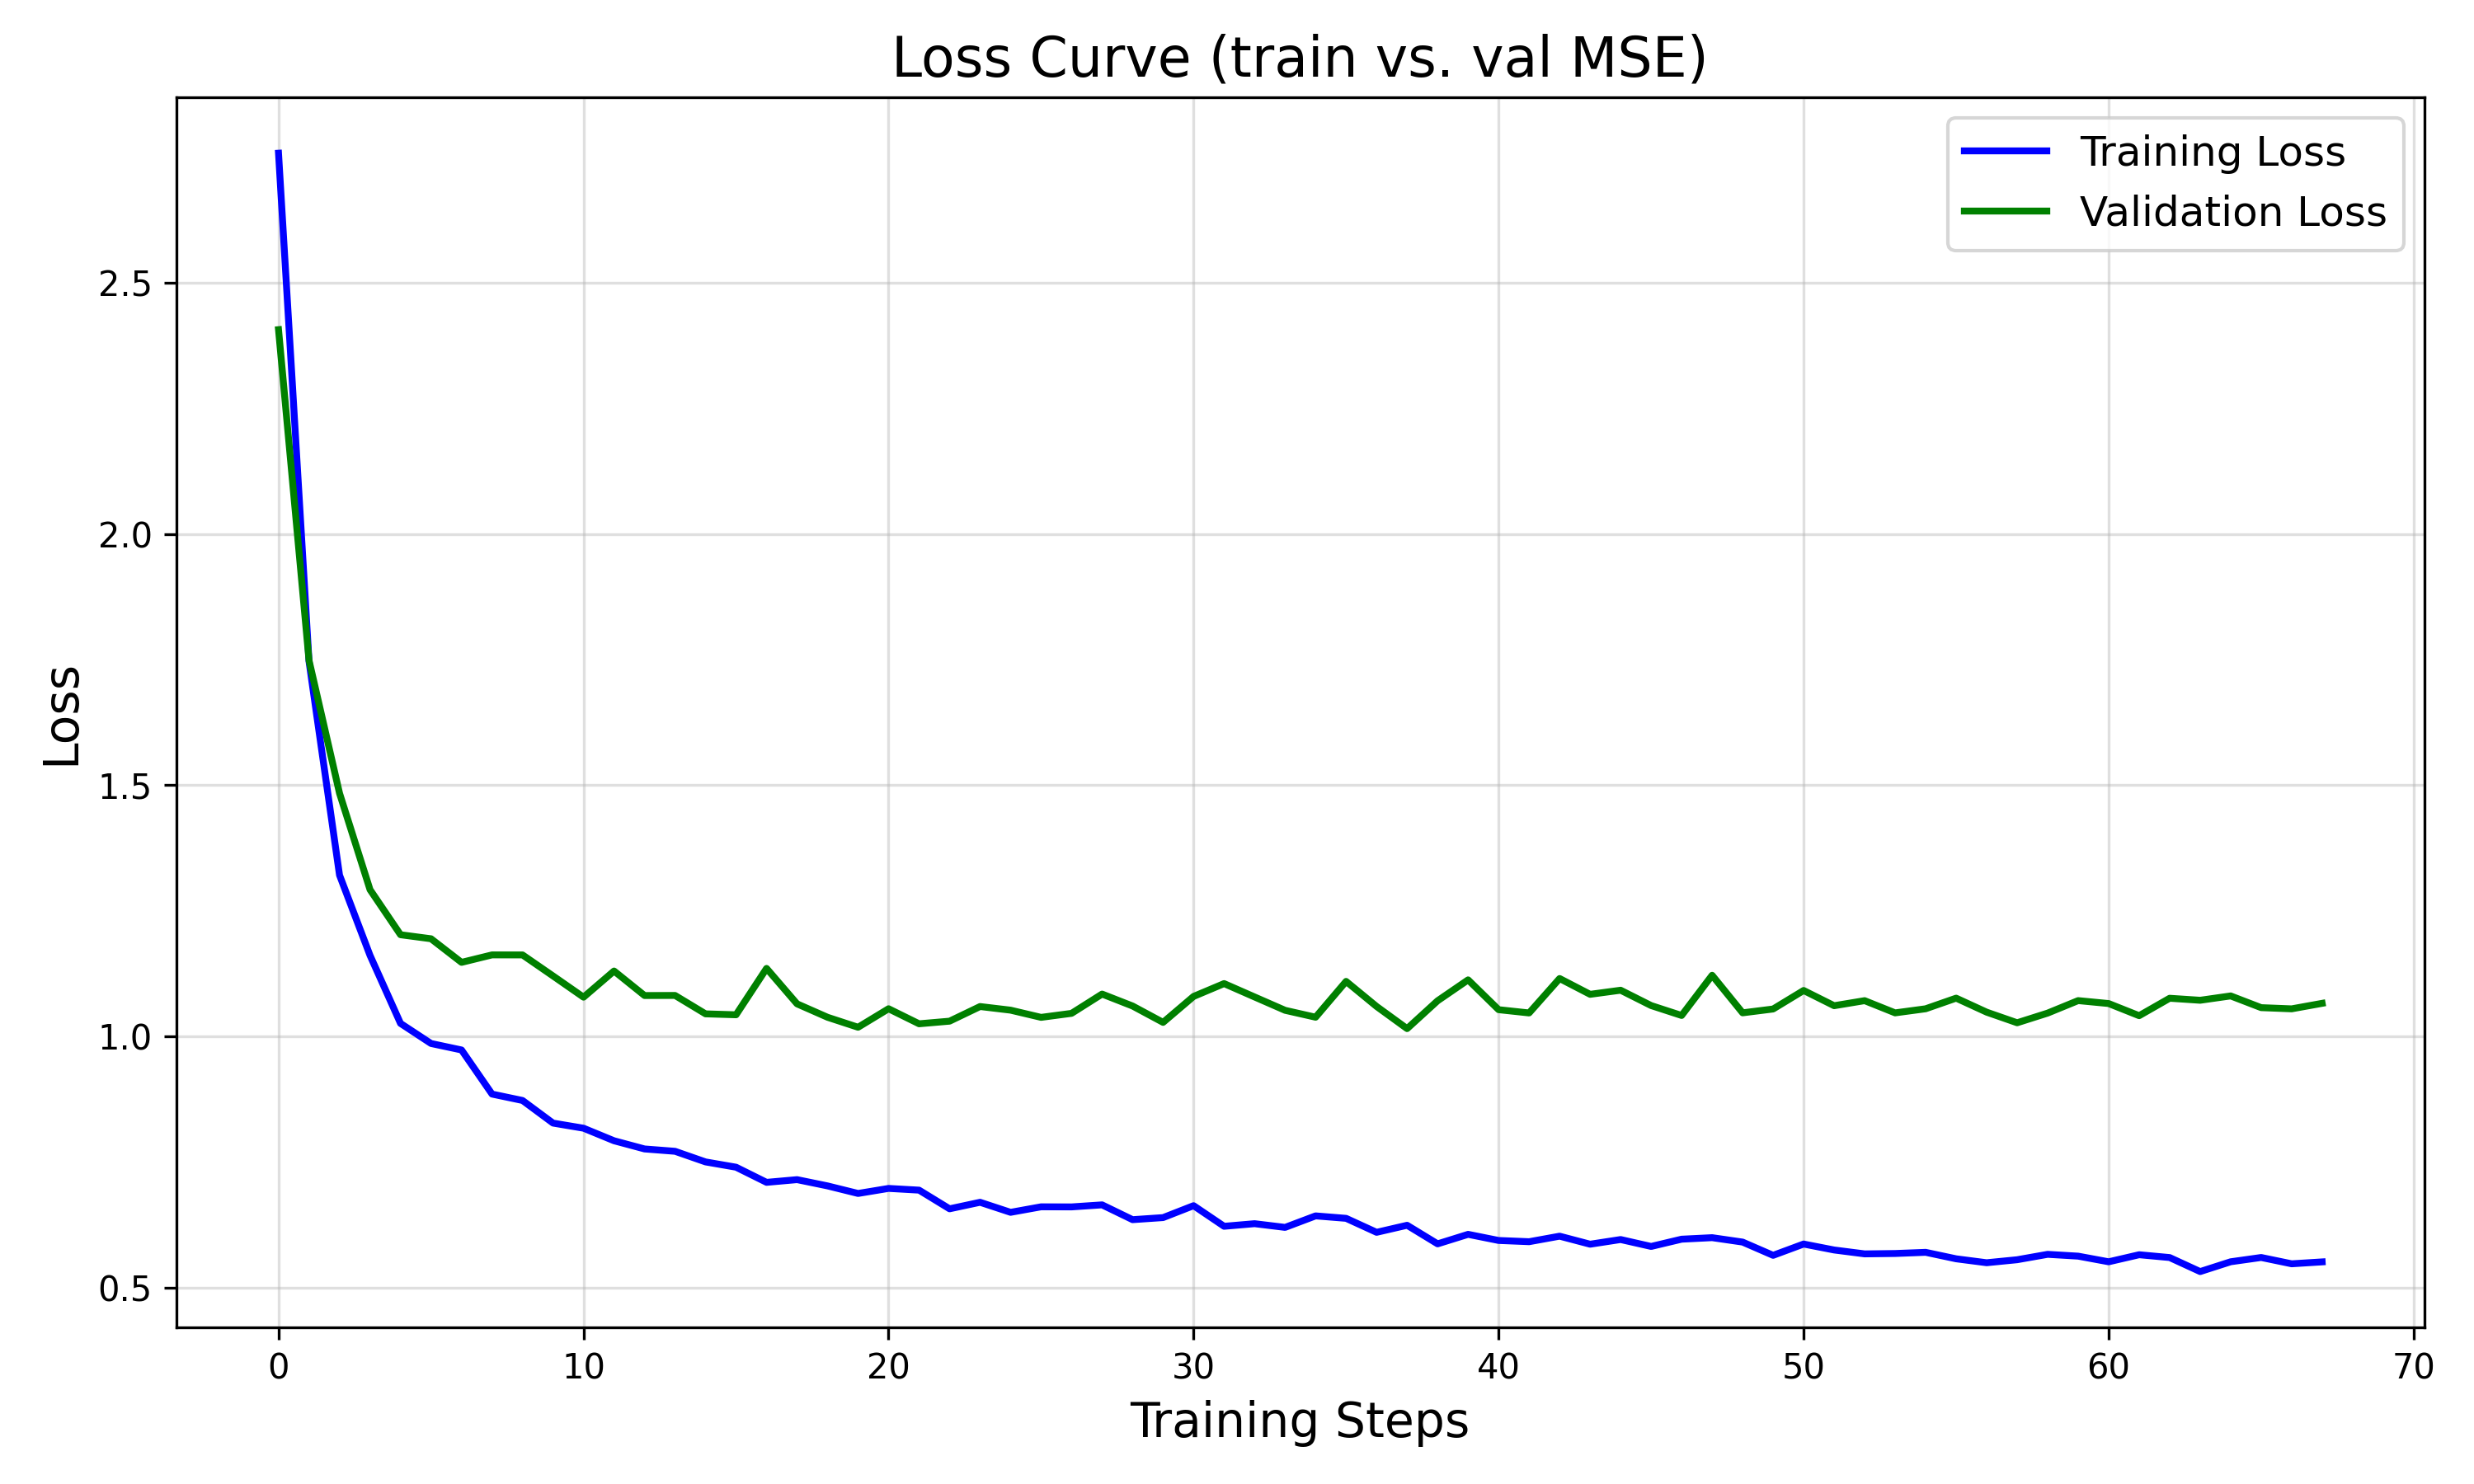 Loss Curve (train vs. val MSE)
Training Loss
Validation Loss
2.5
2.0
1.5
1.0
0.5
Loss
0 10 20 30 40 50 60 70
Training Steps